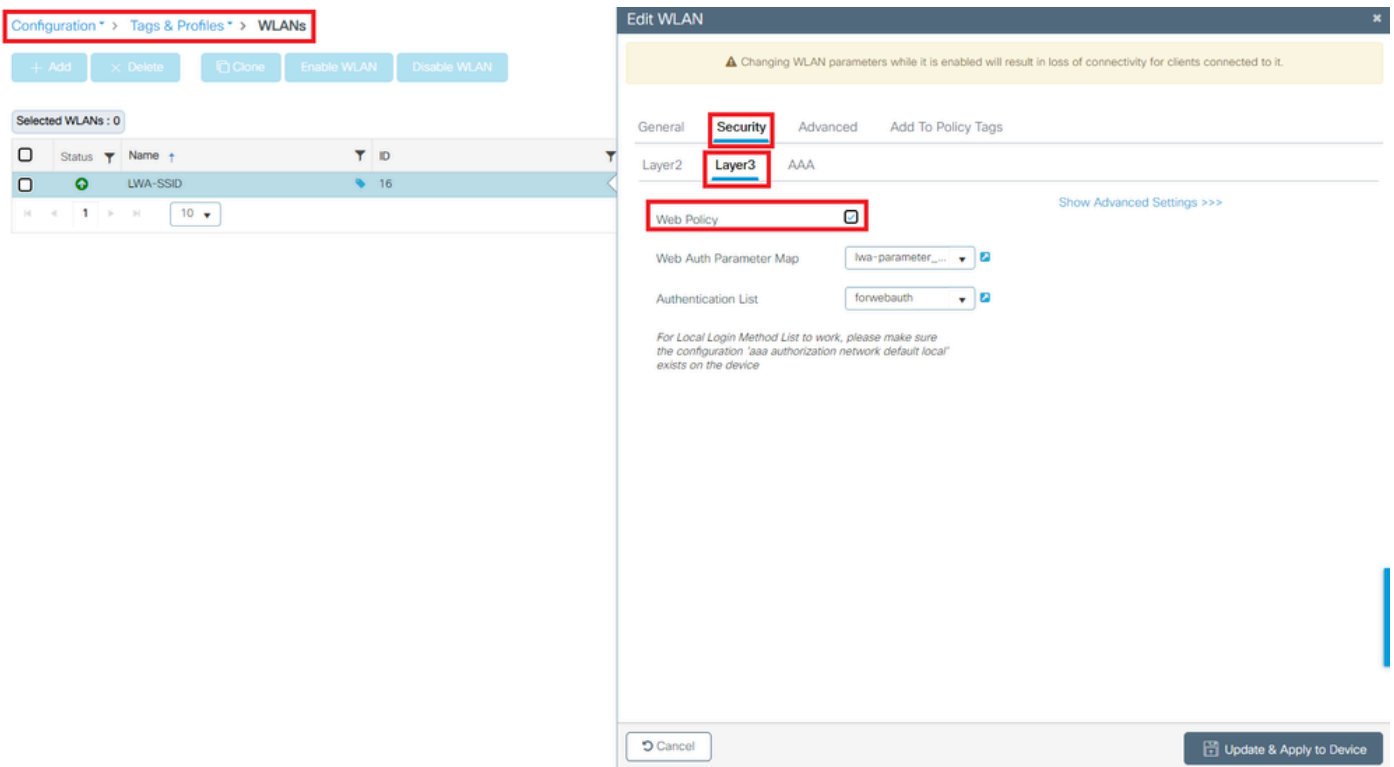 Configuration > Tags & Profiles > WLANs
+ Add × Delete Clone Enable WLAN Disable WLAN
Selected WLANs : 0
Status Name ID
LWA-SSID 16
1 10
Edit WLAN
Changing WLAN parameters while it is enabled will result in loss of connectivity for clients connected to it.
General Security Advanced Add To Policy Tags
Layer2 Layer3 AAA
Show Advanced Settings >>>
Web Policy
Web Auth Parameter Map lwa-parameter_...
Authentication List forwebauth
For Local Login Method List to work, please make sure
the configuration 'aaa authorization network default local'
exists on the device
Cancel Update & Apply to Device